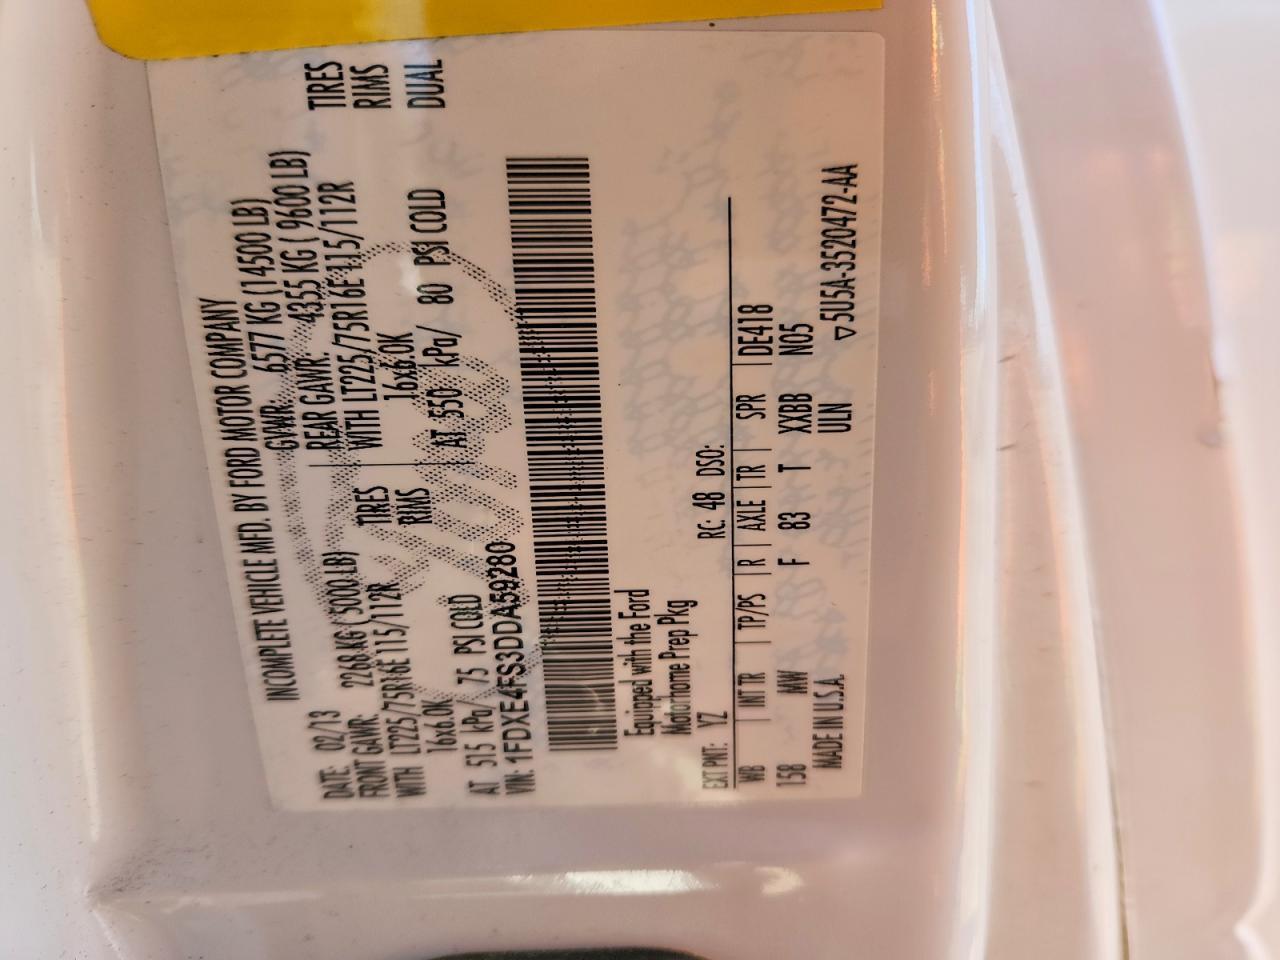 INCOMPLETE VEHICLE MFD. BY FORD MOTOR COMPANY
DATE: 02/13 GVWR: 6577 KG (14500 LB)
FRONT GAWR: 2268 KG (5000 LB) REAR GAWR: 4355 KG (9600 LB)
WITH LT225/75R16E 115/112R TIRES WITH LT225/75R16E 115/112R TIRES
16x6.0K RIMS 16x6.0K RIMS
AT 515 kPa/ 75 PSI COLD AT 550 kPa/ 80 PSI COLD DUAL
VIN: 1FDXE4FS3DDA59280
Equipped with the Ford
Motorhome Prep Pkg
EXT PNT: YZ RC: 48 DSO:
WB | INT TR | TP/PS | R | AXLE | TR | SPR | DE418
158 MW F 83 T XXBB N05
MADE IN U.S.A. ULN
▽5U5A-3520472-AA